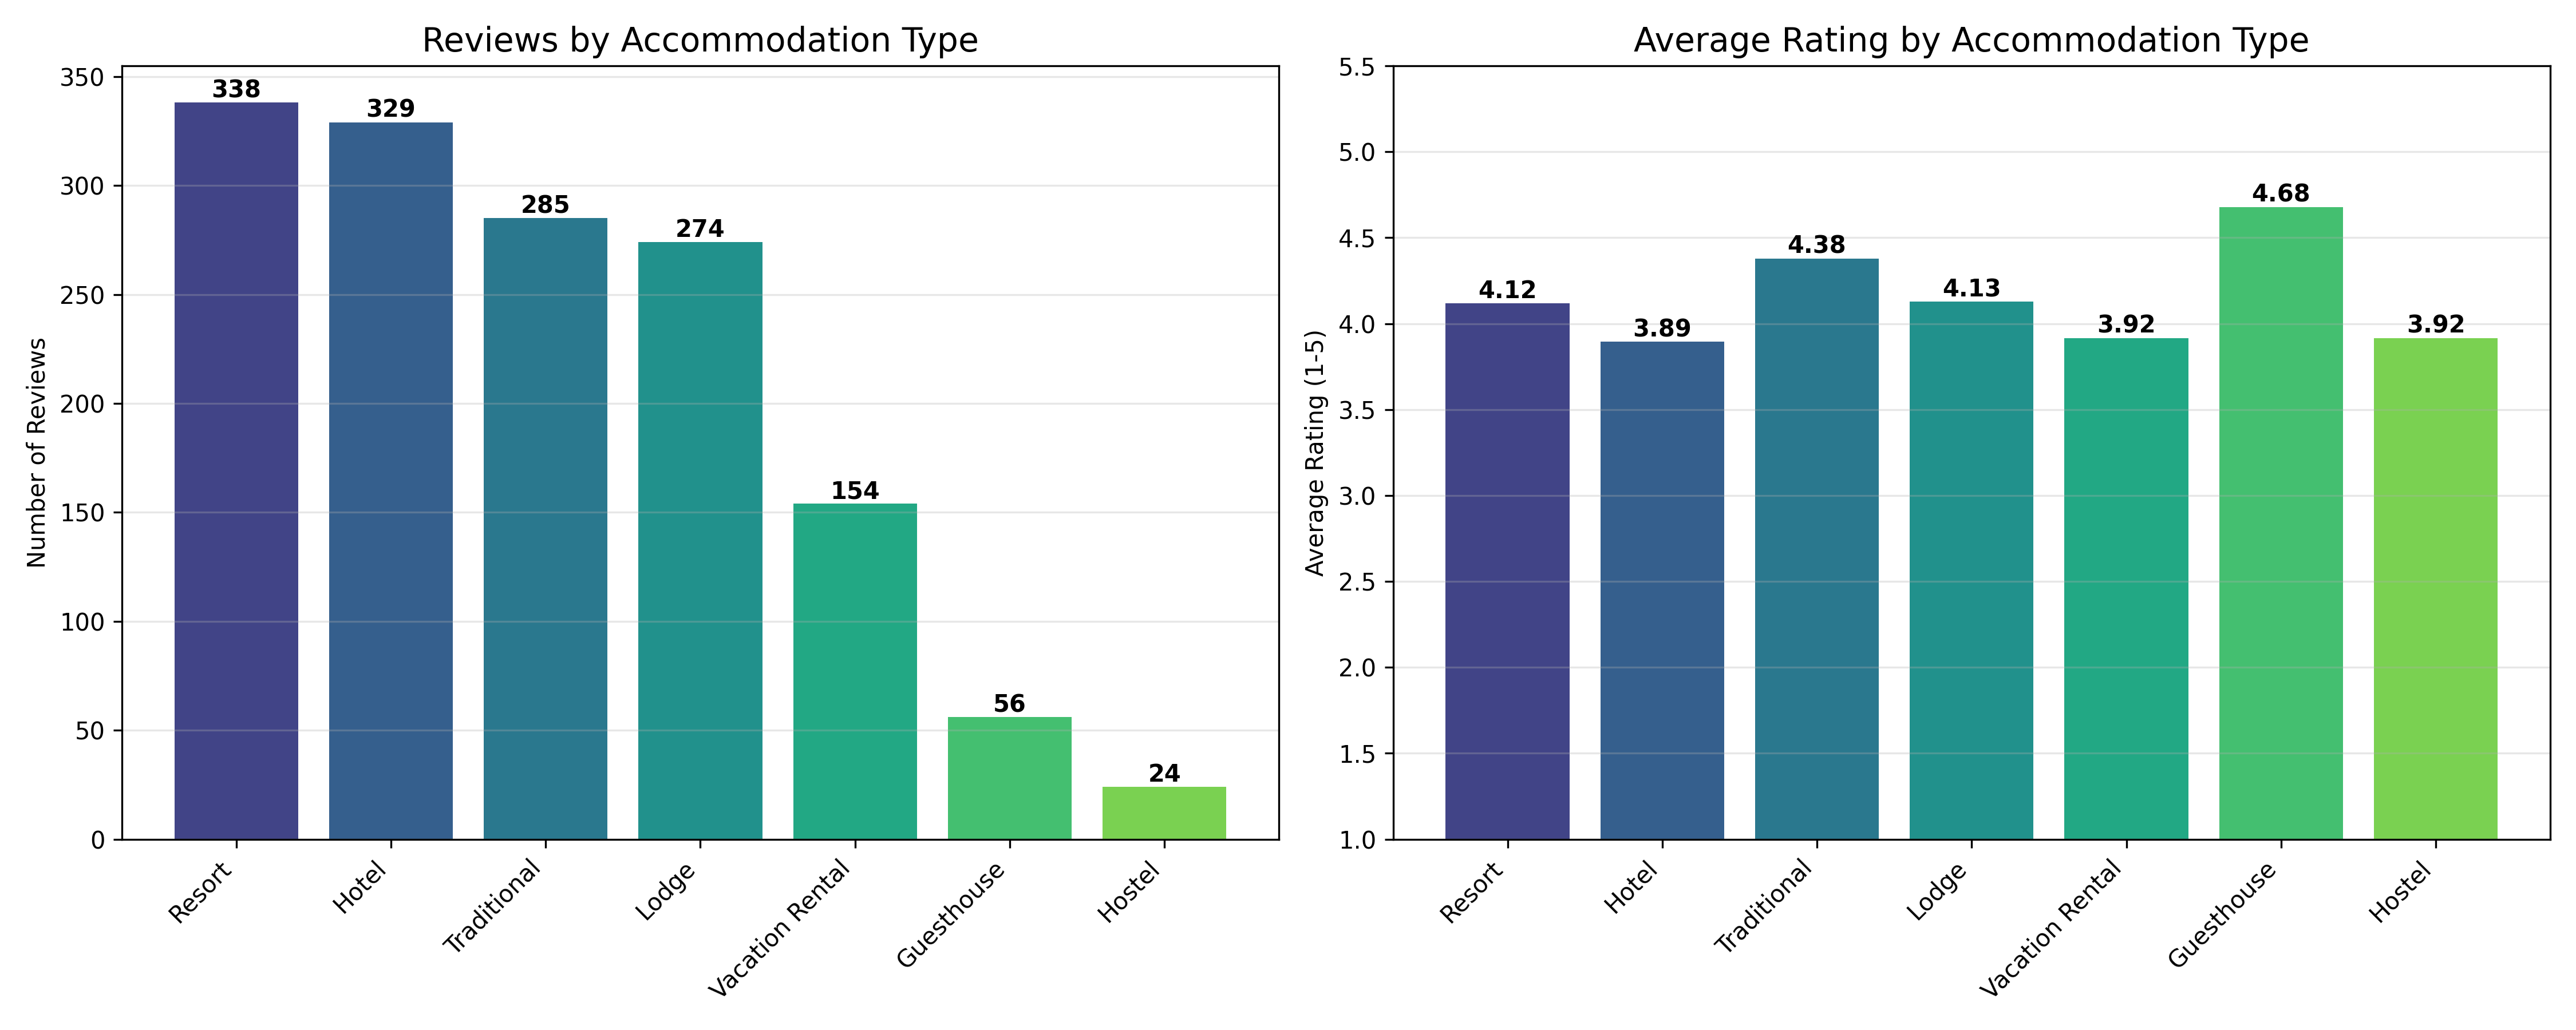 Reviews by Accommodation Type
Number of Reviews
350
300
250
200
150
100
50
0
338
329
285
274
154
56
24
Resort
Hotel
Traditional
Lodge
Vacation Rental
Guesthouse
Hostel
Average Rating by Accommodation Type
Average Rating (1-5)
5.5
5.0
4.5
4.0
3.5
3.0
2.5
2.0
1.5
1.0
4.12
3.89
4.38
4.13
3.92
4.68
3.92
Resort
Hotel
Traditional
Lodge
Vacation Rental
Guesthouse
Hostel